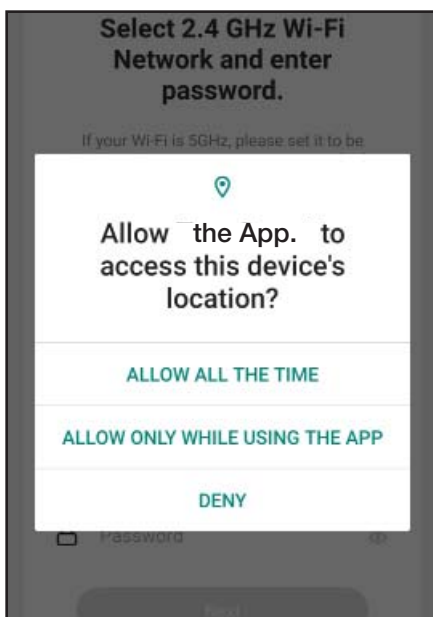 Select 2.4 GHz Wi-Fi
Network and enter
password.
If your Wi-Fi is 5GHz, please set it to be
Allow the App. to
access this device's
location?
ALLOW ALL THE TIME
ALLOW ONLY WHILE USING THE APP
DENY
Password
Next